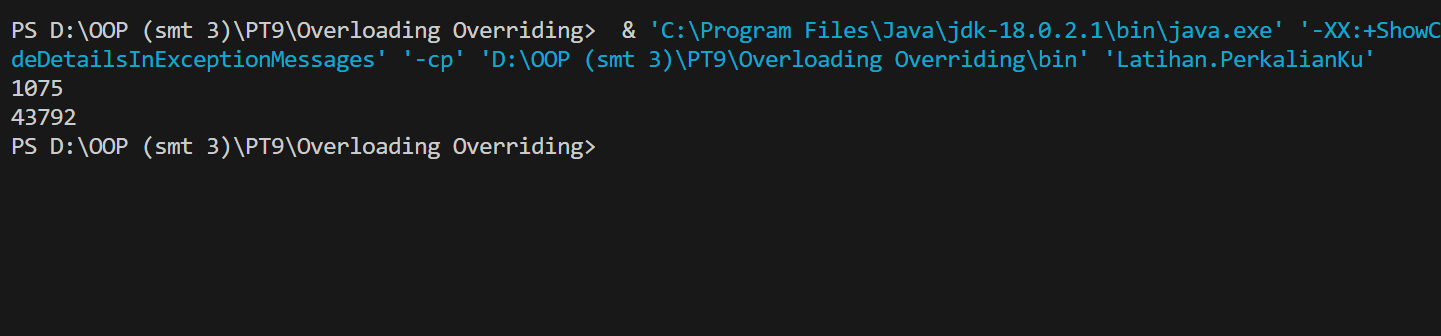 PS D:\OOP (smt 3)\PT9\Overloading Overriding>  & 'C:\Program Files\Java\jdk-18.0.2.1\bin\java.exe' '-XX:+ShowC
deDetailsInExceptionMessages' '-cp' 'D:\OOP (smt 3)\PT9\Overloading Overriding\bin' 'Latihan.PerkalianKu'
1075
43792
PS D:\OOP (smt 3)\PT9\Overloading Overriding>